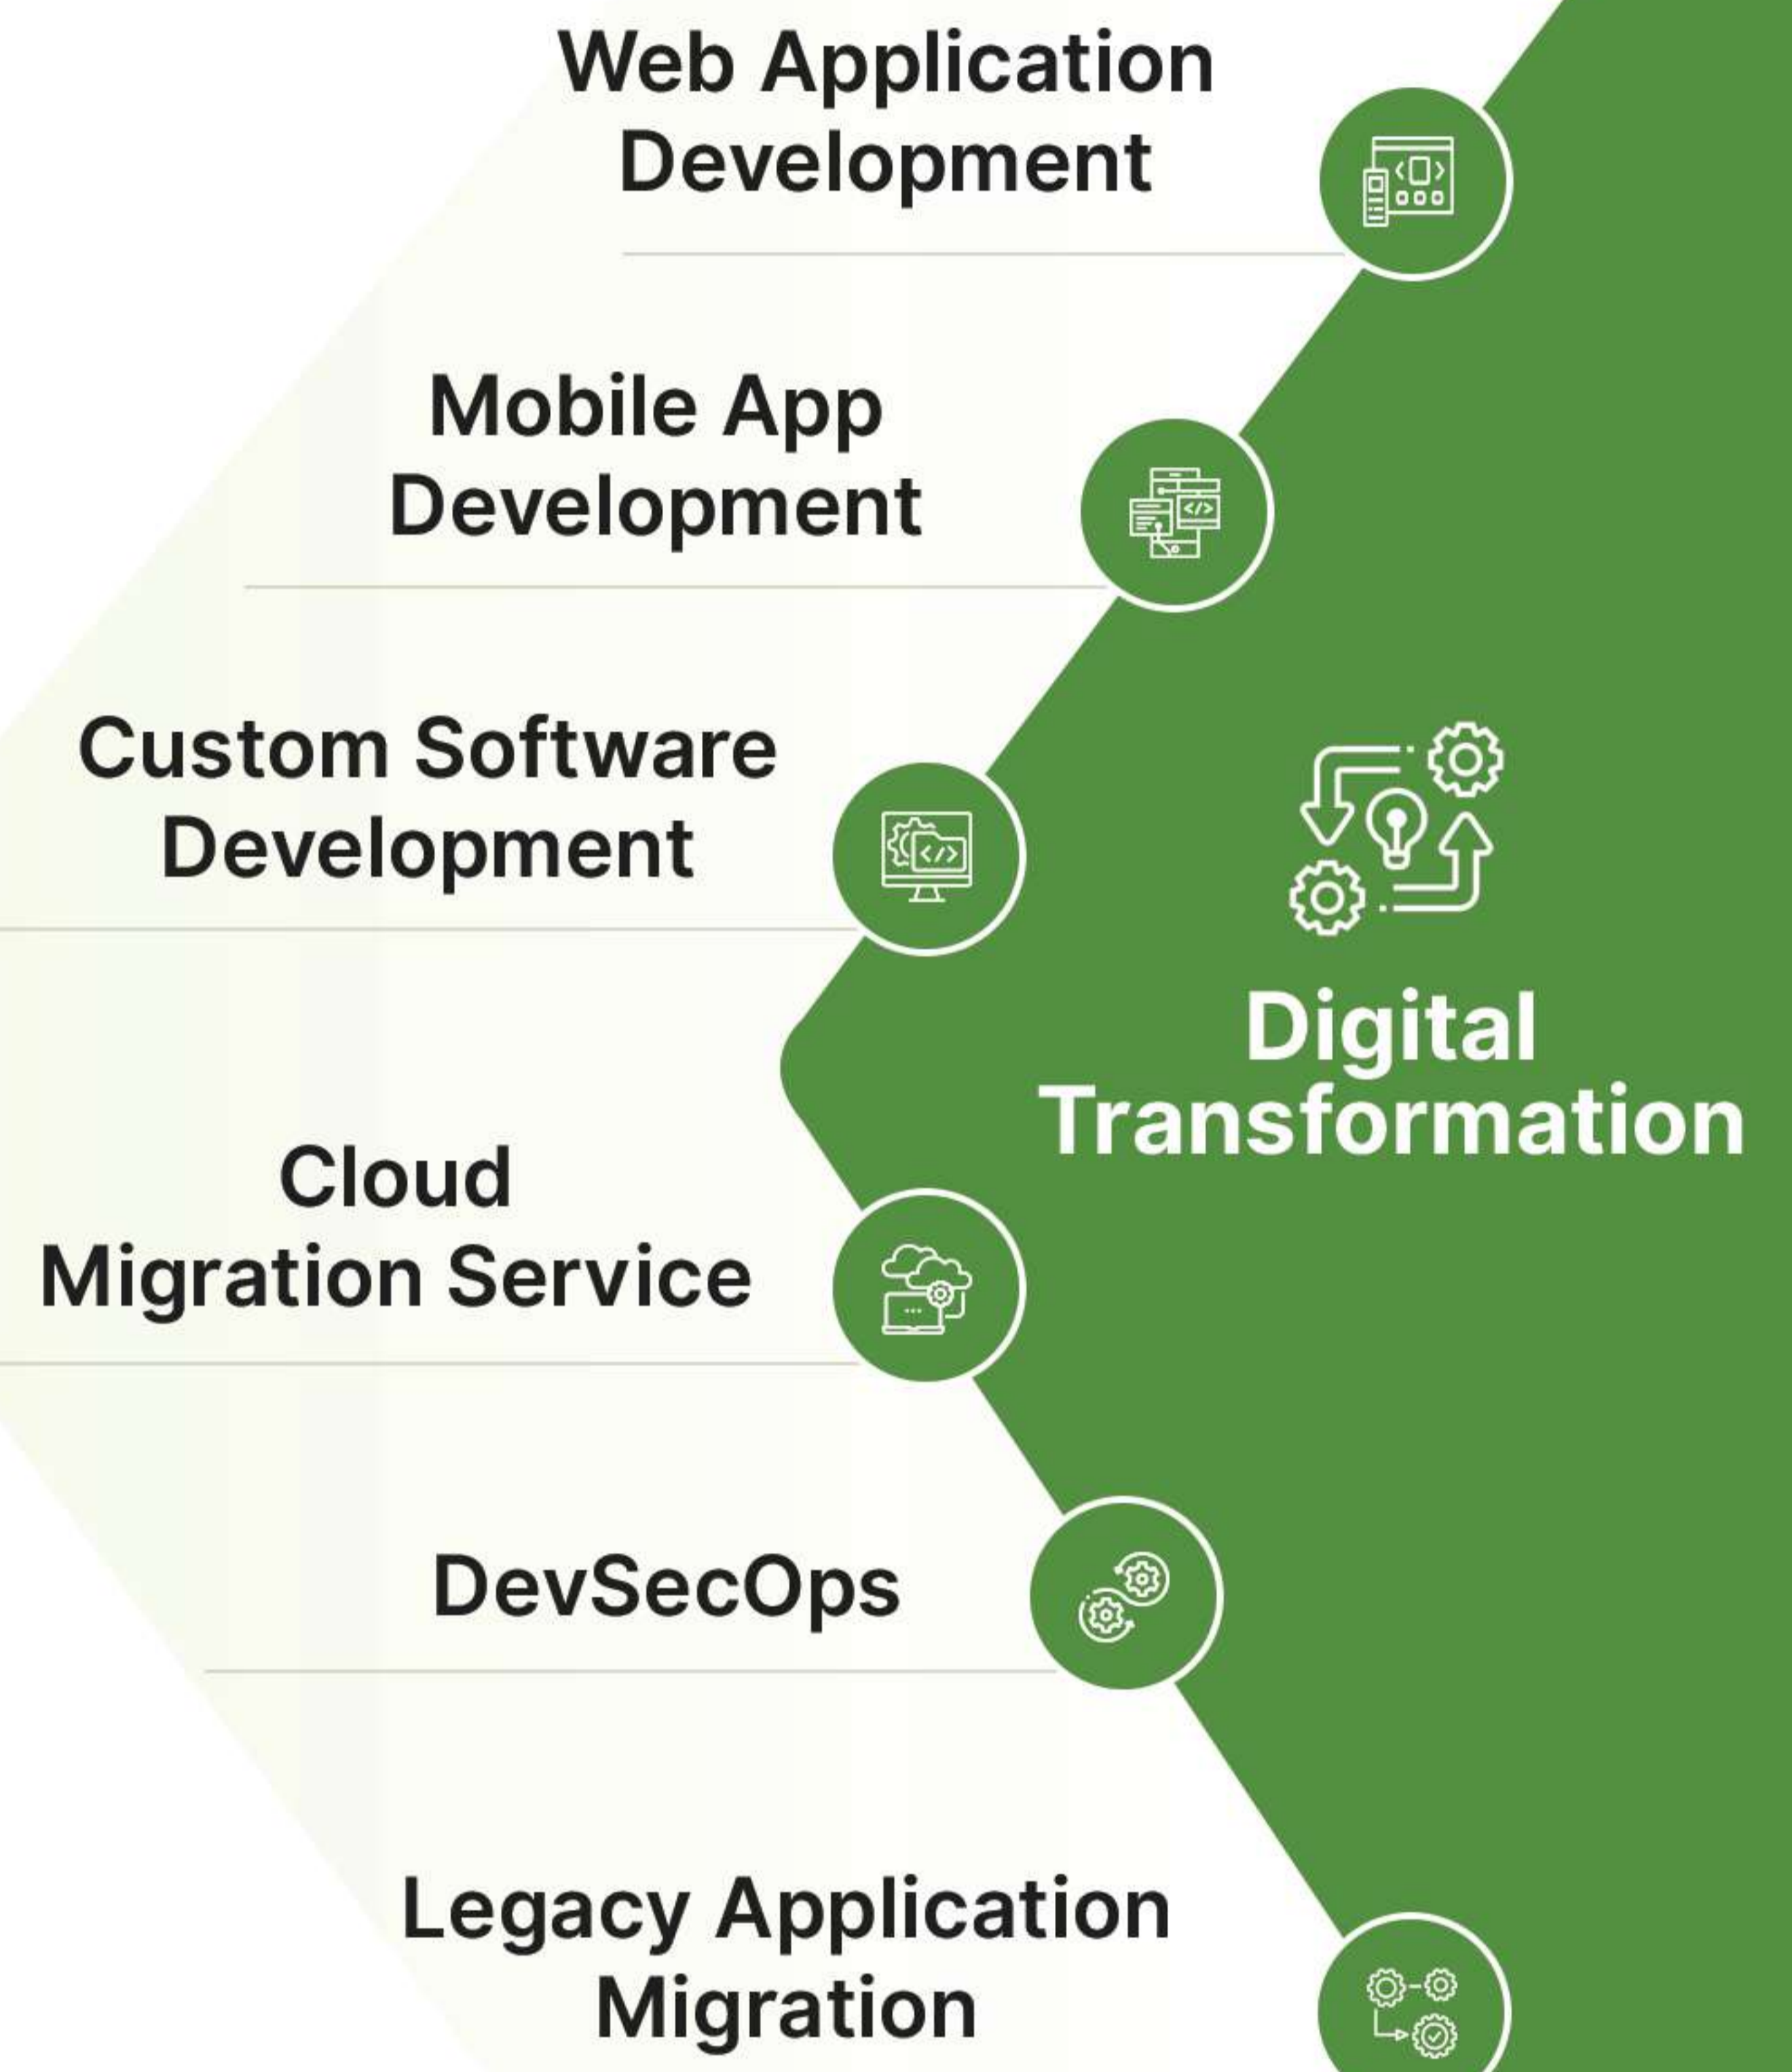 Web Application
Development
Mobile App
Development
Custom Software
Development
Digital
Transformation
Cloud
Migration Service
DevSecOps
Legacy Application
Migration